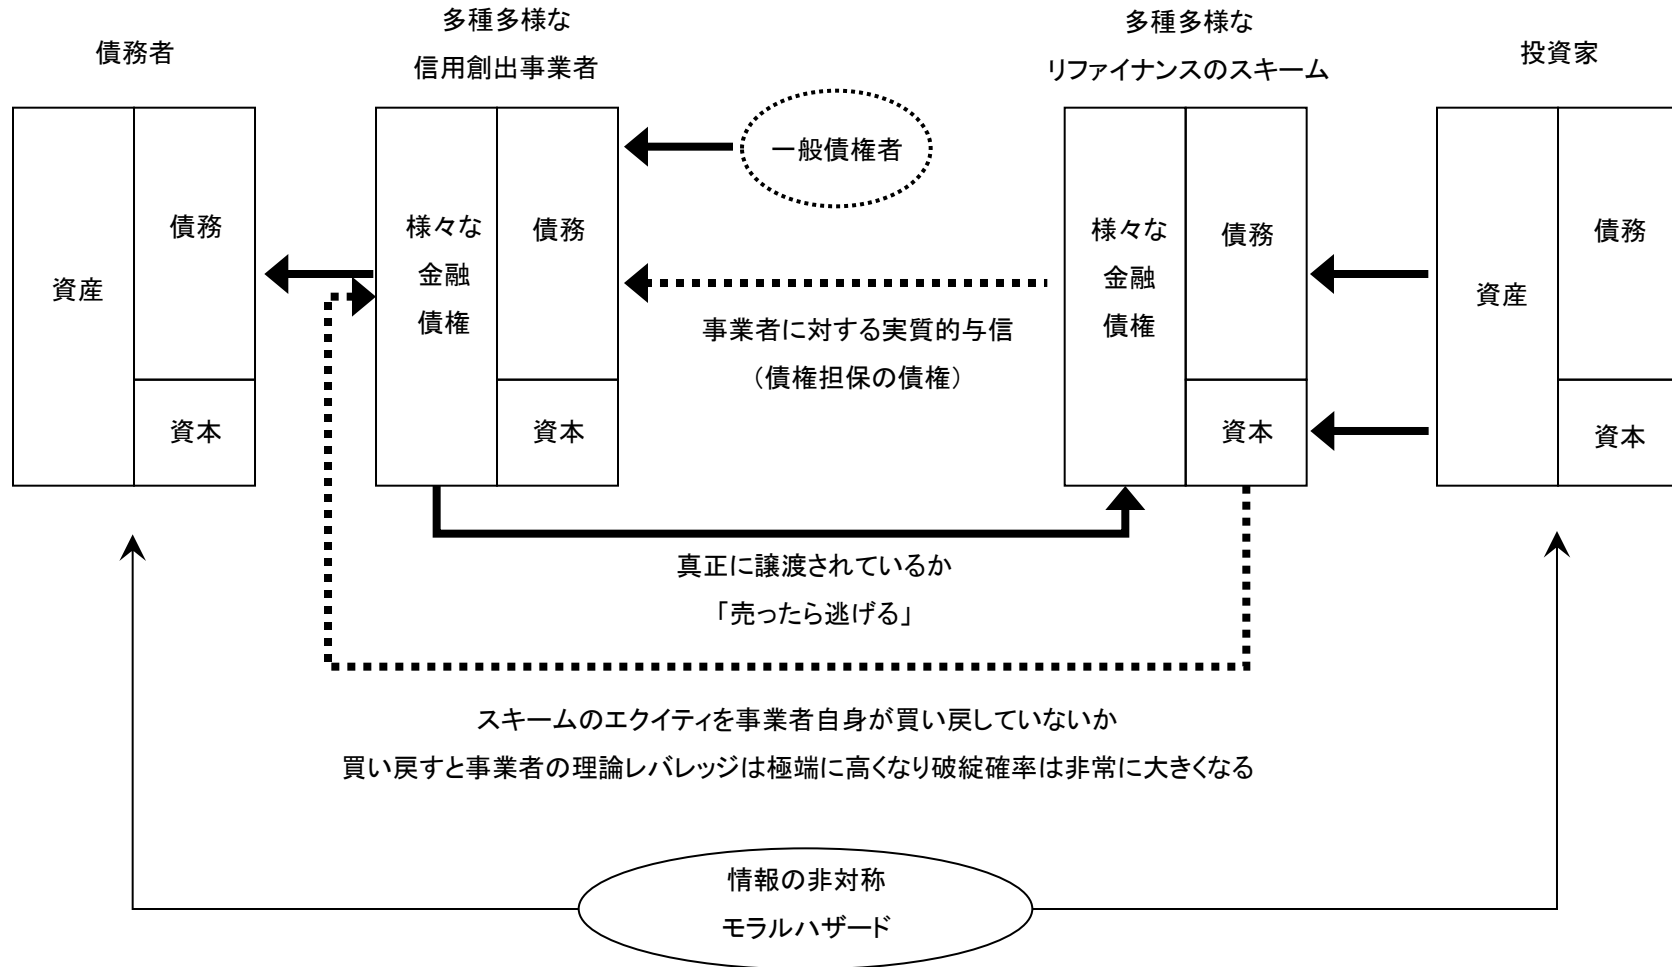 債務者
多種多様な
信用創出事業者
多種多様な
リファイナンスのスキーム
投資家
資産
債務
資本
様々な
金融
債権
債務
資本
一般債権者
事業者に対する実質的与信
（債権担保の債権）
様々な
金融
債権
債務
資本
資産
債務
資本
真正に譲渡されているか
「売ったら逃げる」
スキームのエクイティを事業者自身が買い戻していないか
買い戻すと事業者の理論レバレッジは極端に高くなり破綻確率は非常に大きくなる
情報の非対称
モラルハザード